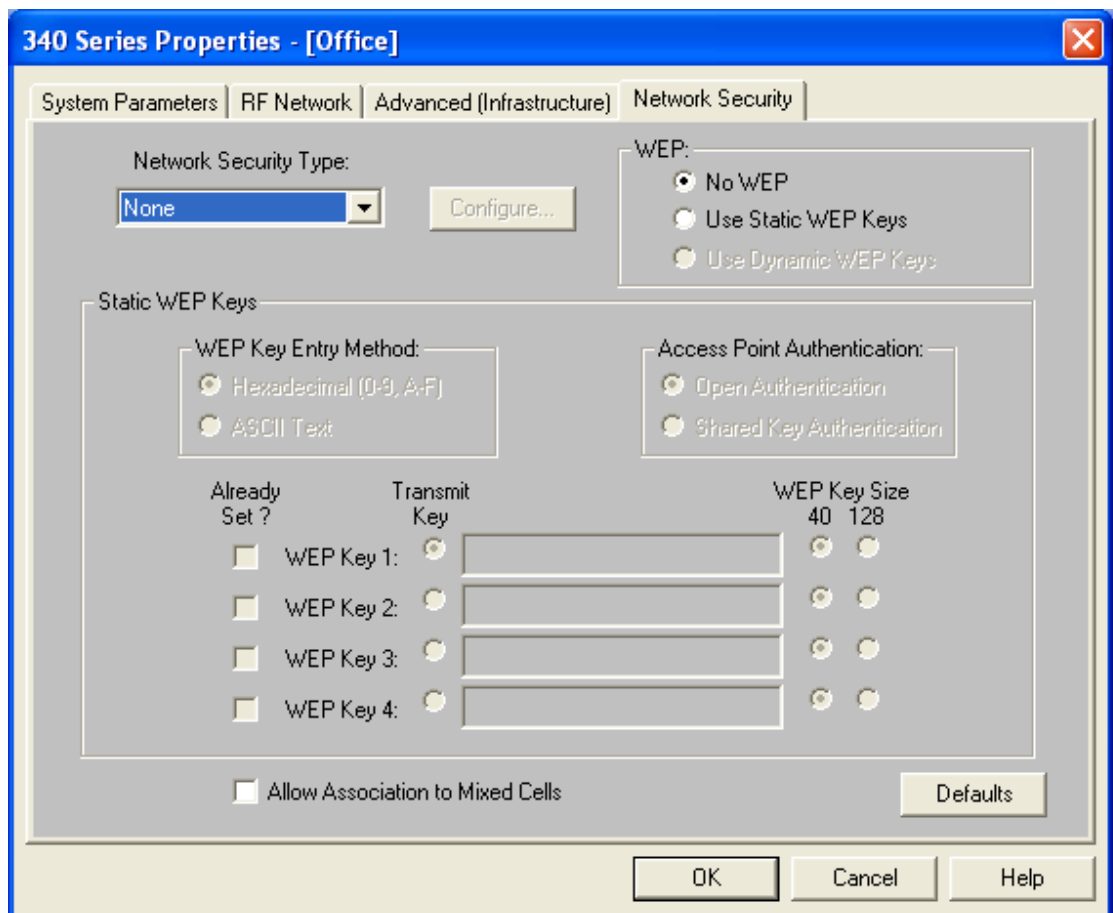 340 Series Properties - [Office]
System Parameters
RF Network
Advanced (Infrastructure)
Network Security
Network Security Type:
None
Configure...
WEP:
No WEP
Use Static WEP Keys
Use Dynamic WEP Keys
Static WEP Keys
WEP Key Entry Method:
Hexadecimal (0-9, A-F)
ASCII Text
Access Point Authentication:
Open Authentication
Shared Key Authentication
Already
Set ?
Transmit
Key
WEP Key Size
40 128
WEP Key 1:
WEP Key 2:
WEP Key 3:
WEP Key 4:
Allow Association to Mixed Cells
Defaults
OK
Cancel
Help